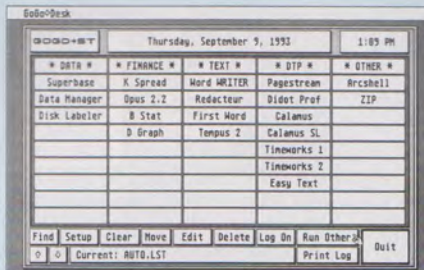 GoGo◊Desk
GOGO◆ST Thursday, September 9, 1993 1:09 PM
* DATA * * FINANCE * * TEXT * * DTP * * OTHER *
Superbase K Spread Word WRITER Pagestream Arcshell
Data Manager Opus 2.2 Redacteur Didot Prof ZIP
Disk Labeler B Stat First Word Calamus
D Graph Tempus 2 Calamus SL
Timeworks 1
Timeworks 2
Easy Text
Find Setup Clear Move Edit Delete Log On Run Other Quit
⇧ ⇩ Current: AUTO.LST Print Log